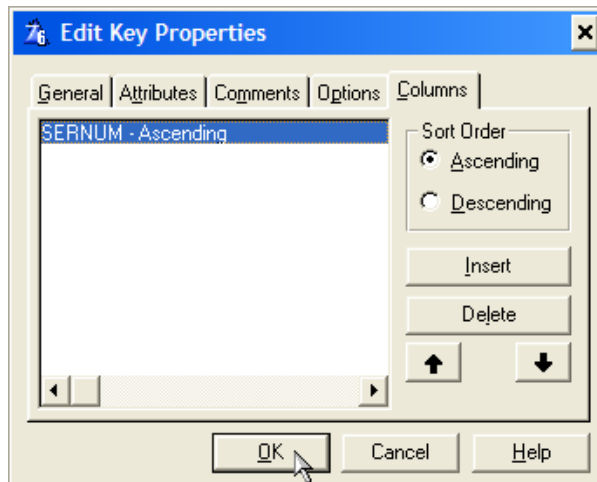 Edit Key Properties
General Attributes Comments Options Columns
SERNUM - Ascending
Sort Order
Ascending
Descending
Insert
Delete
OK Cancel Help